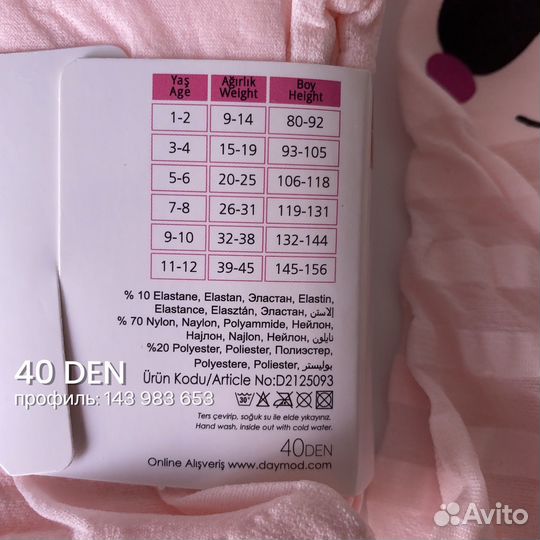 Yaş Ağırlık Boy
Age Weight Height
1-2 9-14 80-92
3-4 15-19 93-105
5-6 20-25 106-118
7-8 26-31 119-131
9-10 32-38 132-144
11-12 39-45 145-156
% 10 Elastane, Elastan, Эластан, Elastin,
Elastance, Elasztán, Эластан, إلاستن
% 70 Nylon, Naylon, Polyammide, Нейлон,
Најлон, Najlon, Нейлон, نايلون
%20 Polyester, Poliester, Полиэстер,
Polyestere, Poliester, بوليستر
Ürün Kodu/Article No:D2125093
30°
Ters çevirip, soğuk su ile elde yıkayınız.
Hand wash. inside out with cold water.
40DEN
Online Alışveriş www.daymod.com
40 DEN
профиль: 143 983 653
Avito